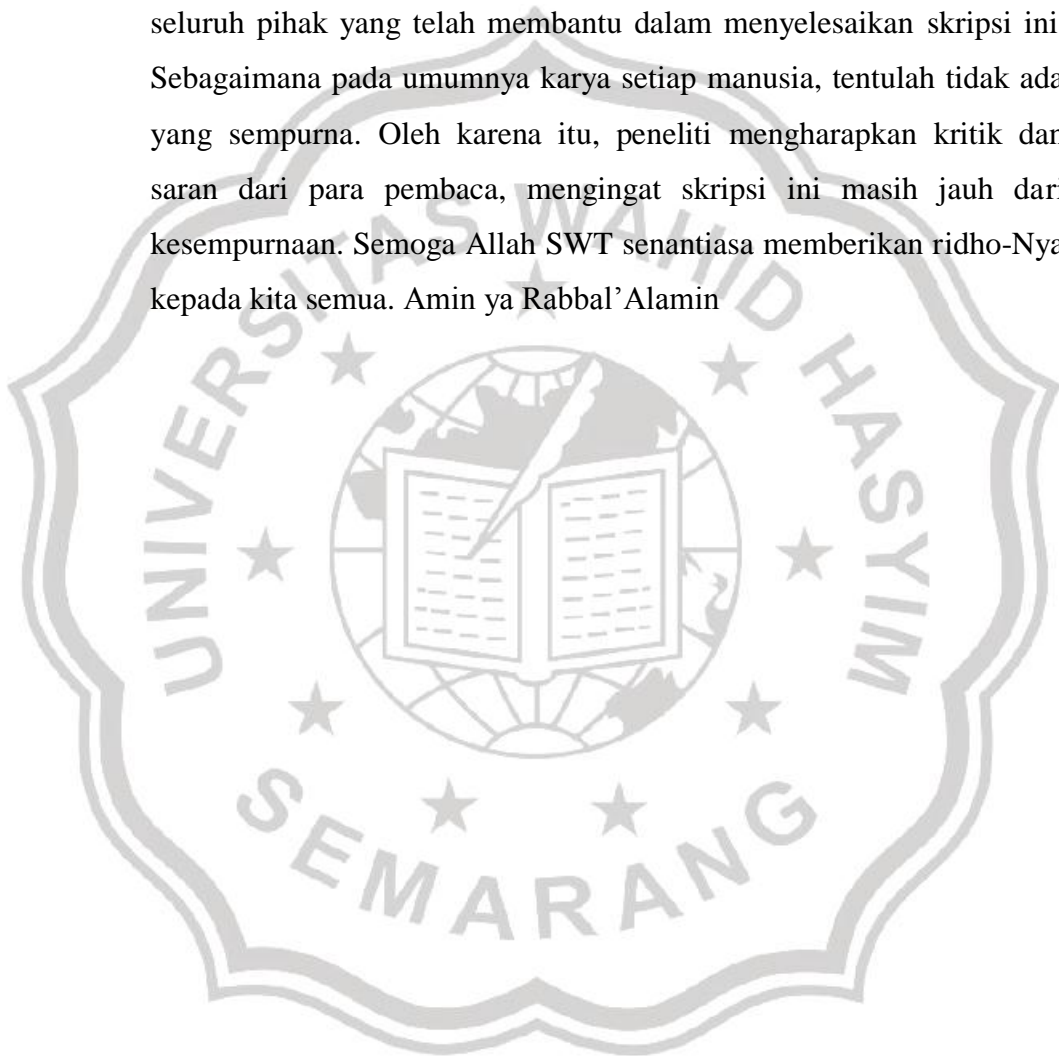 seluruh pihak yang telah membantu dalam menyelesaikan skripsi ini
Sebagaimana pada umumnya karya setiap manusia, tentulah tidak ada
yang sempurna. Oleh karena itu, peneliti mengharapkan kritik dan
saran dari para pembaca, mengingat skripsi ini masih jauh dari
kesempurnaan. Semoga Allah SWT senantiasa memberikan ridho-Nya
kepada kita semua. Amin ya Rabbal’Alamin
UNIVERSITAS WAHID HASYIM
SEMARANG